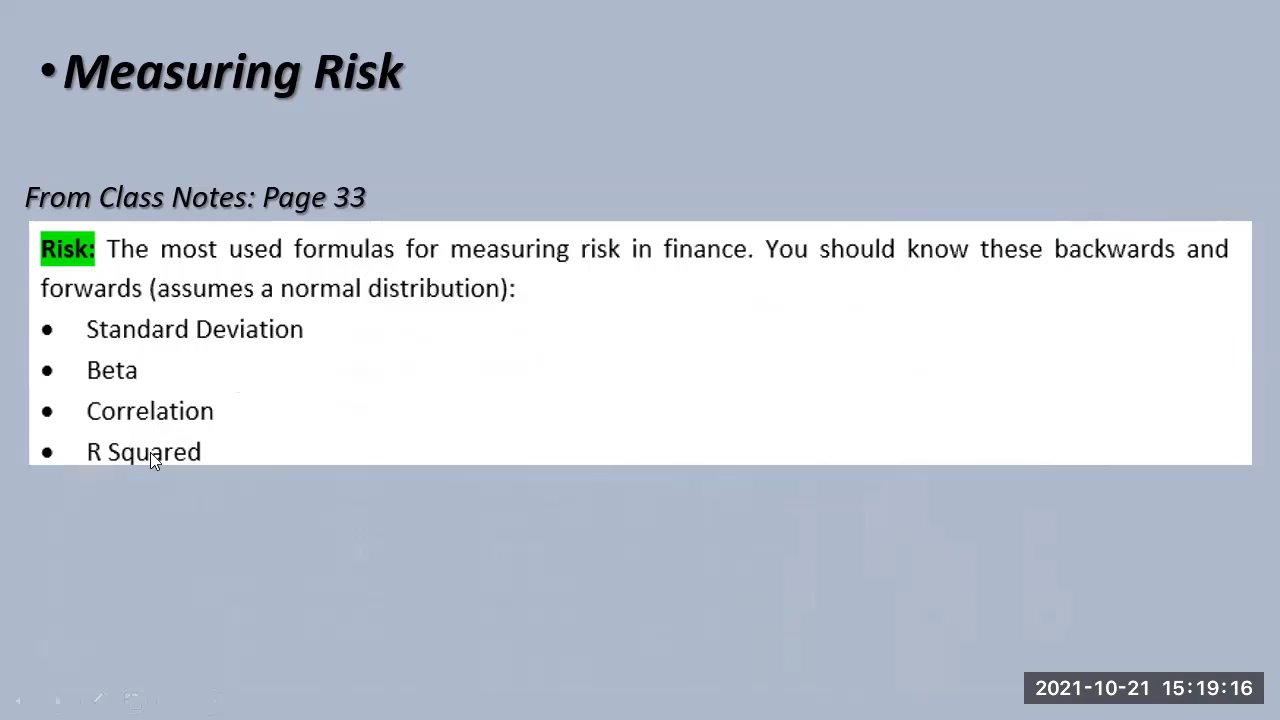 • Measuring Risk
From Class Notes: Page 33
Risk: The most used formulas for measuring risk in finance. You should know these backwards and
forwards (assumes a normal distribution):
• Standard Deviation
• Beta
• Correlation
• R Squared
2021-10-21 15:19:16